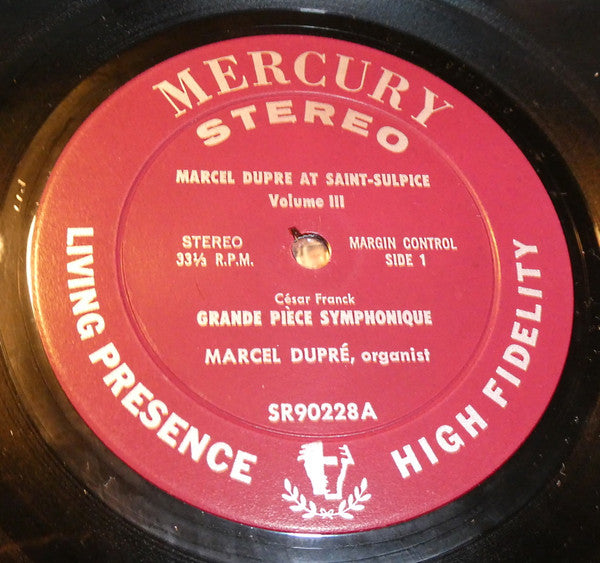 MERCURY
STEREO
MARCEL DUPRE AT SAINT-SULPICE
Volume III
STEREO
33⅓ R.P.M.
MARGIN CONTROL
SIDE 1
César Franck
GRANDE PIÈCE SYMPHONIQUE
MARCEL DUPRÉ, organist
SR90228A
LIVING PRESENCE
HIGH FIDELITY